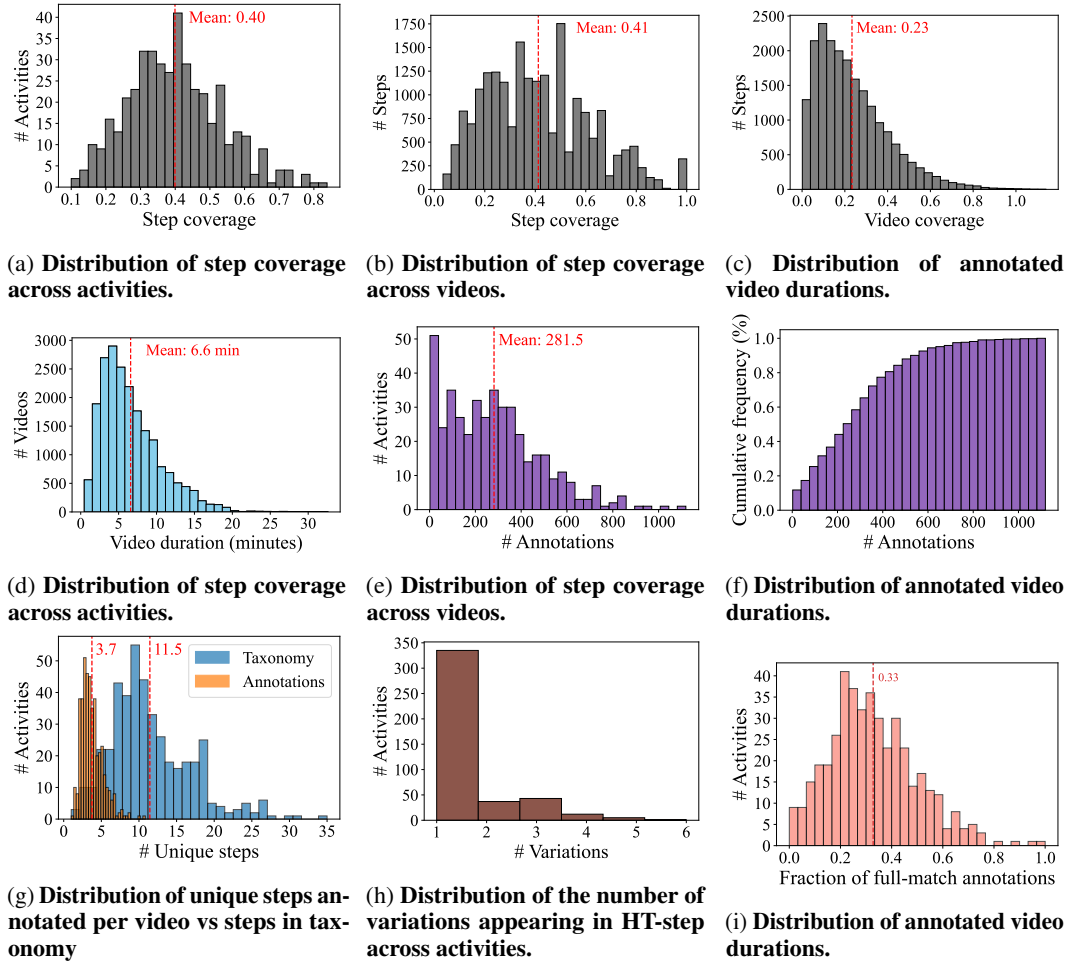 40
35
30
25
20
15
10
5
0
# Activities
Mean: 0.40
0.1 0.2 0.3 0.4 0.5 0.6 0.7 0.8
Step coverage
(a) Distribution of step coverage
across activities.
1750
1500
1250
1000
750
500
250
0
# Steps
Mean: 0.41
0.0 0.2 0.4 0.6 0.8 1.0
Step coverage
(b) Distribution of step coverage
across videos.
2500
2000
1500
1000
500
0
# Steps
Mean: 0.23
0.0 0.2 0.4 0.6 0.8 1.0
Video coverage
(c) Distribution of annotated
video durations.
3000
2500
2000
1500
1000
500
0
# Videos
Mean: 6.6 min
0 5 10 15 20 25 30
Video duration (minutes)
(d) Distribution of step coverage
across activities.
50
40
30
20
10
0
# Activities
Mean: 281.5
0 200 400 600 800 1000
# Annotations
(e) Distribution of step coverage
across videos.
1.0
0.8
0.6
0.4
0.2
0.0
Cumulative frequency (%)
0 200 400 600 800 1000
# Annotations
(f) Distribution of annotated video
durations.
50
40
30
20
10
0
# Activities
3.7 11.5
Taxonomy
Annotations
0 5 10 15 20 25 30 35
# Unique steps
(g) Distribution of unique steps an-
notated per video vs steps in tax-
onomy
350
300
250
200
150
100
50
0
# Activities
1 2 3 4 5 6
# Variations
(h) Distribution of the number of
variations appearing in HT-step
across activities.
40
35
30
25
20
15
10
5
0
# Activities
0.33
0.0 0.2 0.4 0.6 0.8 1.0
Fraction of full-match annotations
(i) Distribution of annotated video
durations.